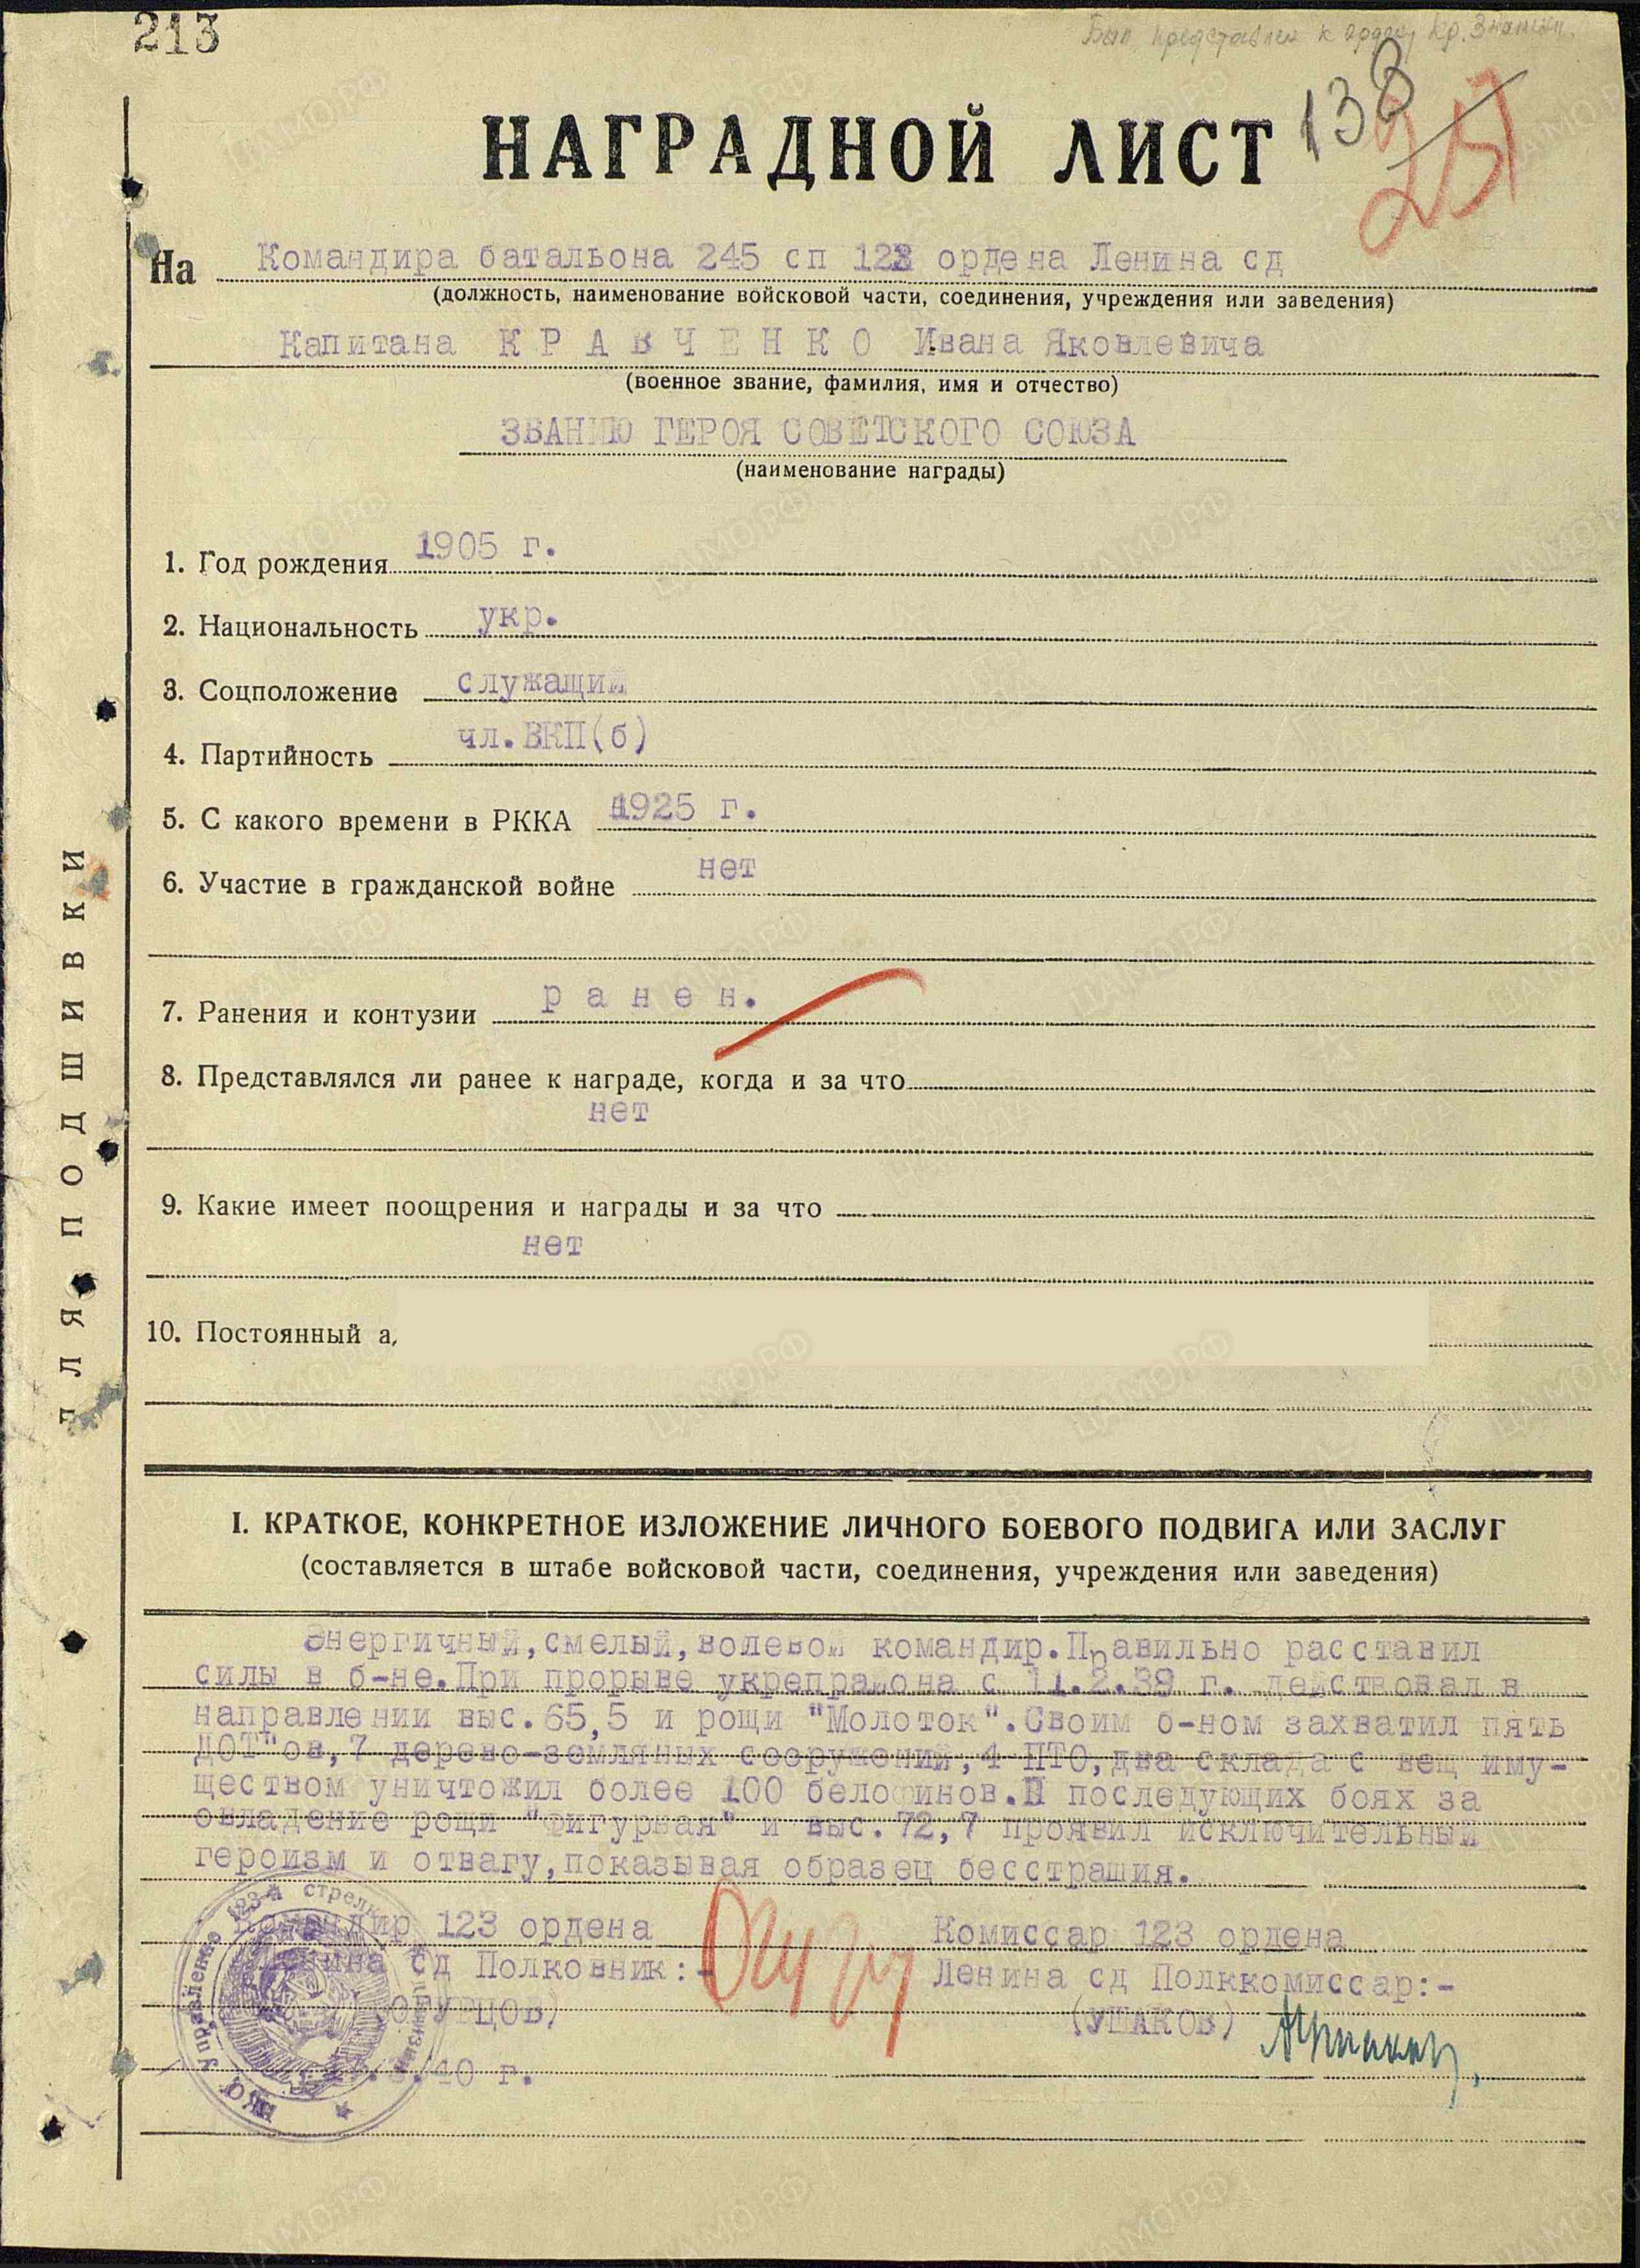 213
Был представлен к ордену Кр. Знамени.
138
251
НАГРАДНОЙ ЛИСТ
На Командира батальона 245 сп 123 ордена Ленина сд
(должность, наименование войсковой части, соединения, учреждения или заведения)
Капитана К Р А В Ч Е Н К О Ивана Яковлевича
(военное звание, фамилия, имя и отчество)
ЗВАНИЮ ГЕРОЯ СОВЕТСКОГО СОЮЗА
(наименование награды)
1. Год рождения 1905 г.
2. Национальность укр.
3. Соцположение служащий
4. Партийность чл.ВКП(б)
5. С какого времени в РККА 1925 г.
6. Участие в гражданской войне нет
7. Ранения и контузии р а н е н.
8. Представлялся ли ранее к награде, когда и за что
нет
9. Какие имеет поощрения и награды и за что
нет
10. Постоянный а
ДЛЯ ПОДШИВКИ
I. КРАТКОЕ, КОНКРЕТНОЕ ИЗЛОЖЕНИЕ ЛИЧНОГО БОЕВОГО ПОДВИГА ИЛИ ЗАСЛУГ
(составляется в штабе войсковой части, соединения, учреждения или заведения)
Энергичный,смелый,волевой командир.Правильно расставил
силы в б-не.При прорыве укрепрайона с 11.2.39 г. действовал в
направлении выс.65,5 и рощи "Молоток".Своим б-ном захватил пять
ДОТ"ов,7 дерево-земляных сооружений,4 ПТО,два склада с вещ иму-
ществом уничтожил более 100 белофинов.В последующих боях за
овладение рощи "Фигурная" и выс.72,7 проявил исключительный
героизм и отвагу,показывая образец бесстрашия.
Командир 123 ордена
Ленина сд Полковник:-
(ОГУРЦОВ)
Комиссар 123 ордена
Ленина сд Полккомиссар:-
(УШАКОВ)
.3.40 г.
НКО Управление 123-й стрелк дивизии
ЦАМО.РФ